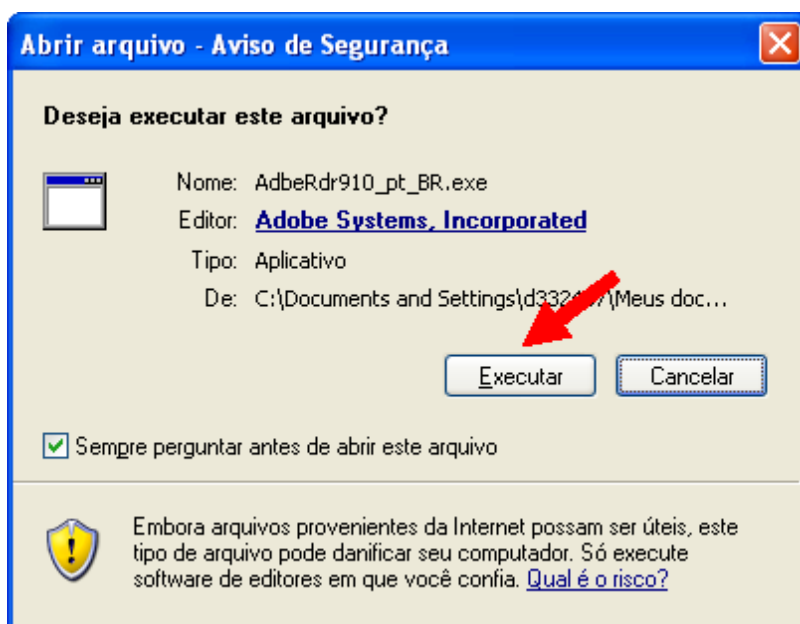 Abrir arquivo - Aviso de Segurança
Deseja executar este arquivo?
Nome: AdbeRdr910_pt_BR.exe
Editor: Adobe Systems, Incorporated
Tipo: Aplicativo
De: C:\Documents and Settings\ \Meus doc...
Executar Cancelar
Sempre perguntar antes de abrir este arquivo
Embora arquivos provenientes da Internet possam ser úteis, este
tipo de arquivo pode danificar seu computador. Só execute
software de editores em que você confia. Qual é o risco?